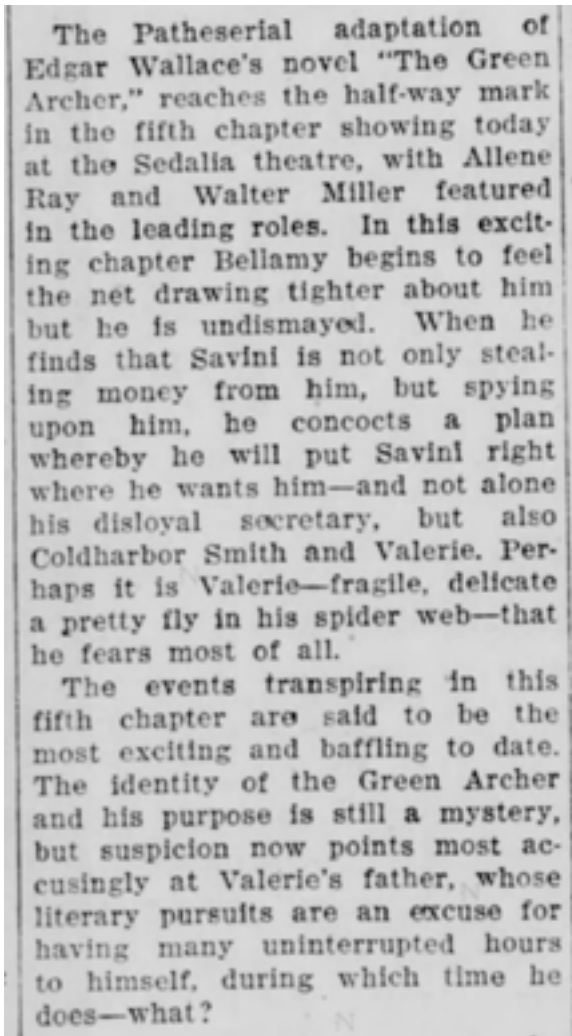 The Patheserial adaptation of
Edgar Wallace's novel "The Green
Archer," reaches the half-way mark
in the fifth chapter showing today
at the Sedalia theatre, with Allene
Ray and Walter Miller featured
in the leading roles. In this excit-
ing chapter Bellamy begins to feel
the net drawing tighter about him
but he is undismayed. When he
finds that Savini is not only steal-
ing money from him, but spying
upon him, he concocts a plan
whereby he will put Savini right
where he wants him—and not alone
his disloyal secretary, but also
Coldharbor Smith and Valerie. Per-
haps it is Valerie—fragile, delicate
a pretty fly in his spider web—that
he fears most of all.
The events transpiring in this
fifth chapter are said to be the
most exciting and baffling to date.
The identity of the Green Archer
and his purpose is still a mystery,
but suspicion now points most ac-
cusingly at Valerie's father, whose
literary pursuits are an excuse for
having many uninterrupted hours
to himself, during which time he
does—what?